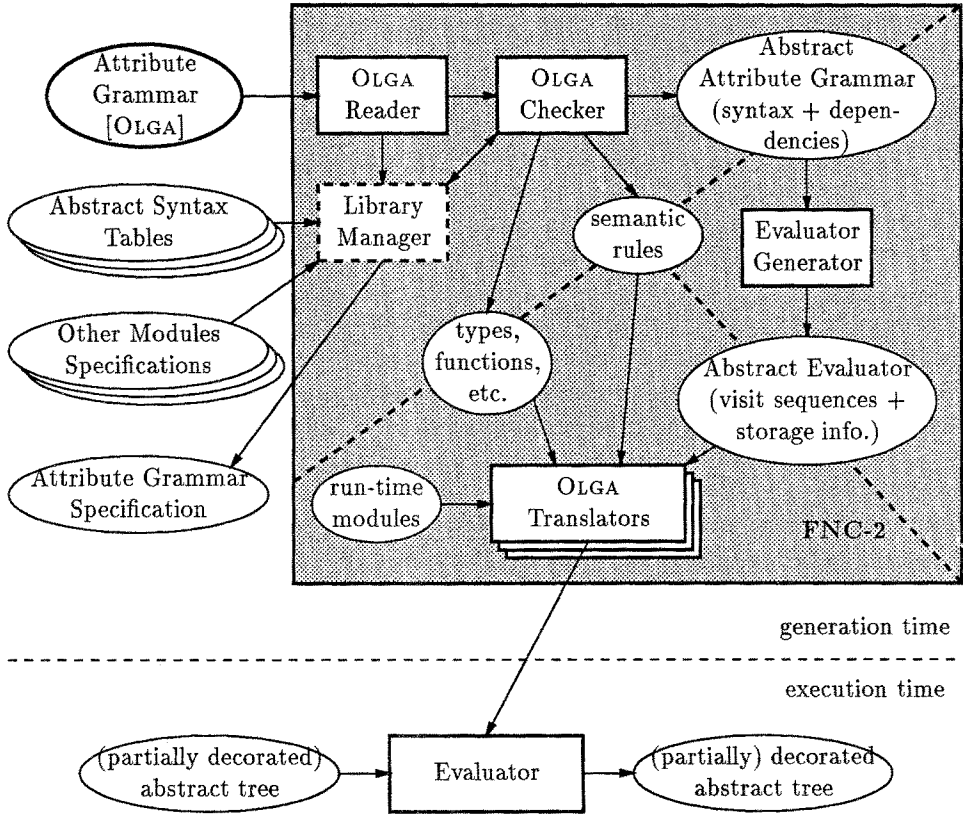 Attribute
Grammar
[OLGA]
OLGA
Reader
OLGA
Checker
Abstract
Attribute Grammar
(syntax + depen-
dencies)
Abstract Syntax
Tables
Library
Manager
semantic
rules
Evaluator
Generator
Other Modules
Specifications
types,
functions,
etc.
Abstract Evaluator
(visit sequences +
storage info.)
Attribute Grammar
Specification
run-time
modules
OLGA
Translators
FNC-2
generation time
execution time
(partially decorated)
abstract tree
Evaluator
(partially) decorated
abstract tree